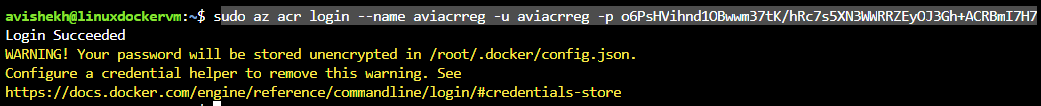 avishekh@linuxdockervm:~$ sudo az acr login --name aviacrreg -u aviacrreg -p o6PsHVihnd1OBwwm37tK/hRc7s5XN3WWRRZEyOJ3Gh+ACRBmI7H7
Login Succeeded
WARNING! Your password will be stored unencrypted in /root/.docker/config.json.
Configure a credential helper to remove this warning. See
https://docs.docker.com/engine/reference/commandline/login/#credentials-store